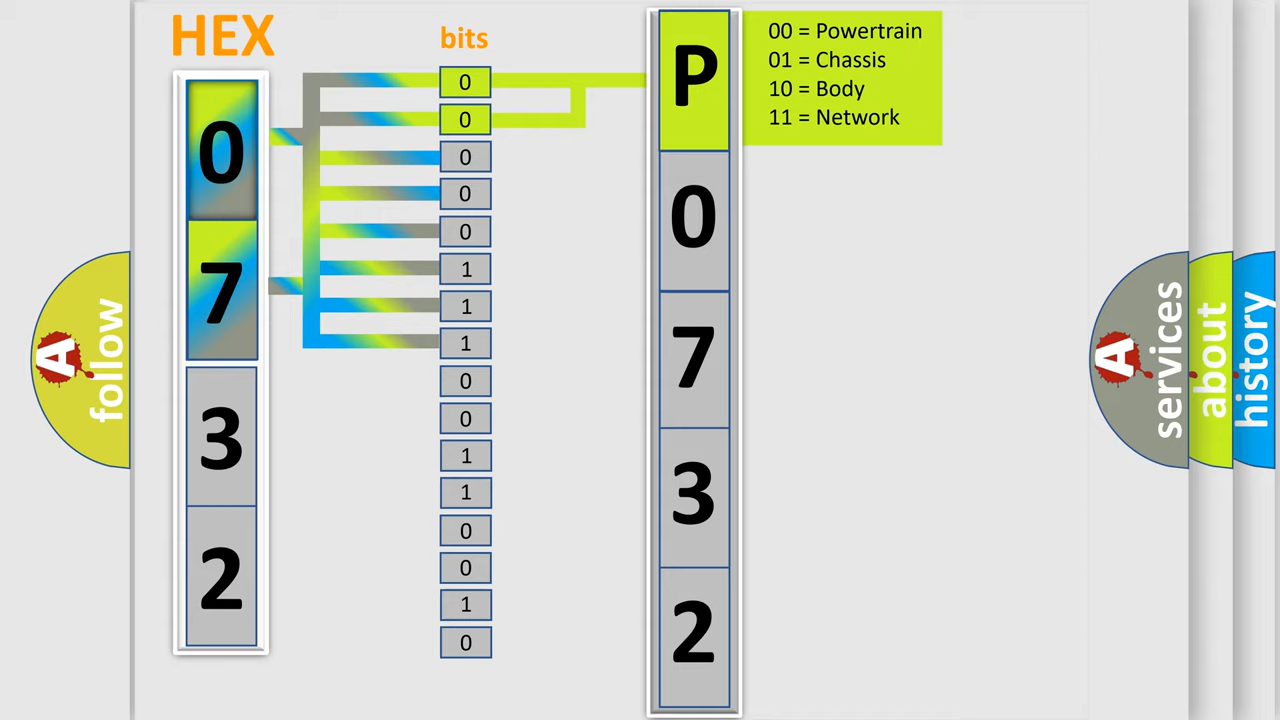 HEX
bits
0
7
3
2
0
0
0
0
0
1
1
1
0
0
1
1
0
0
1
0
P
0
7
3
2
00 = Powertrain
01 = Chassis
10 = Body
11 = Network
A follow
A services
about
history